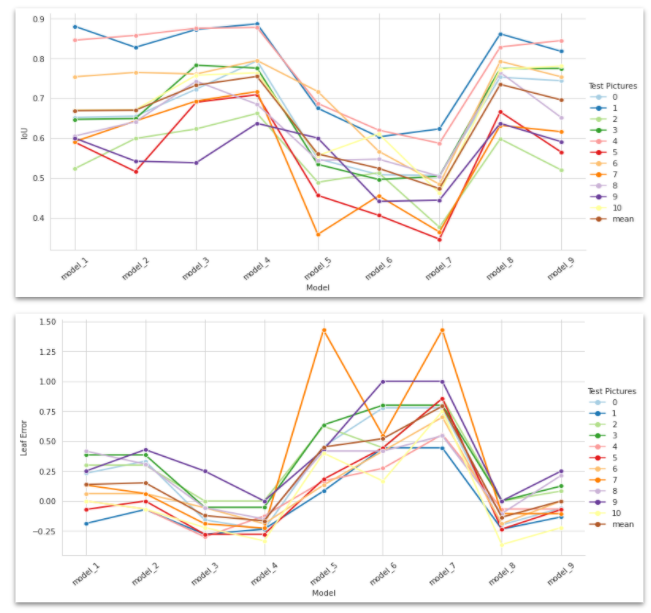 0.9
0.8
0.7
0.6
0.5
0.4
IoU
model_1
model_2
model_3
model_4
model_5
model_6
model_7
model_8
model_9
Model
Test Pictures
0
1
2
3
4
5
6
7
8
9
10
mean
1.50
1.25
1.00
0.75
0.50
0.25
0.00
−0.25
Leaf Error
model_1
model_2
model_3
model_4
model_5
model_6
model_7
model_8
model_9
Model
Test Pictures
0
1
2
3
4
5
6
7
8
9
10
mean